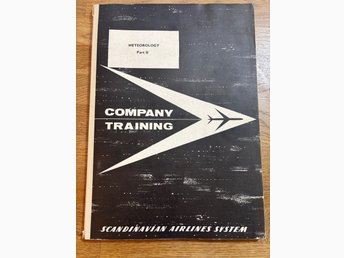 METEOROLOGY
Part II
COMPANY
TRAINING
SCANDINAVIAN AIRLINES SYSTEM